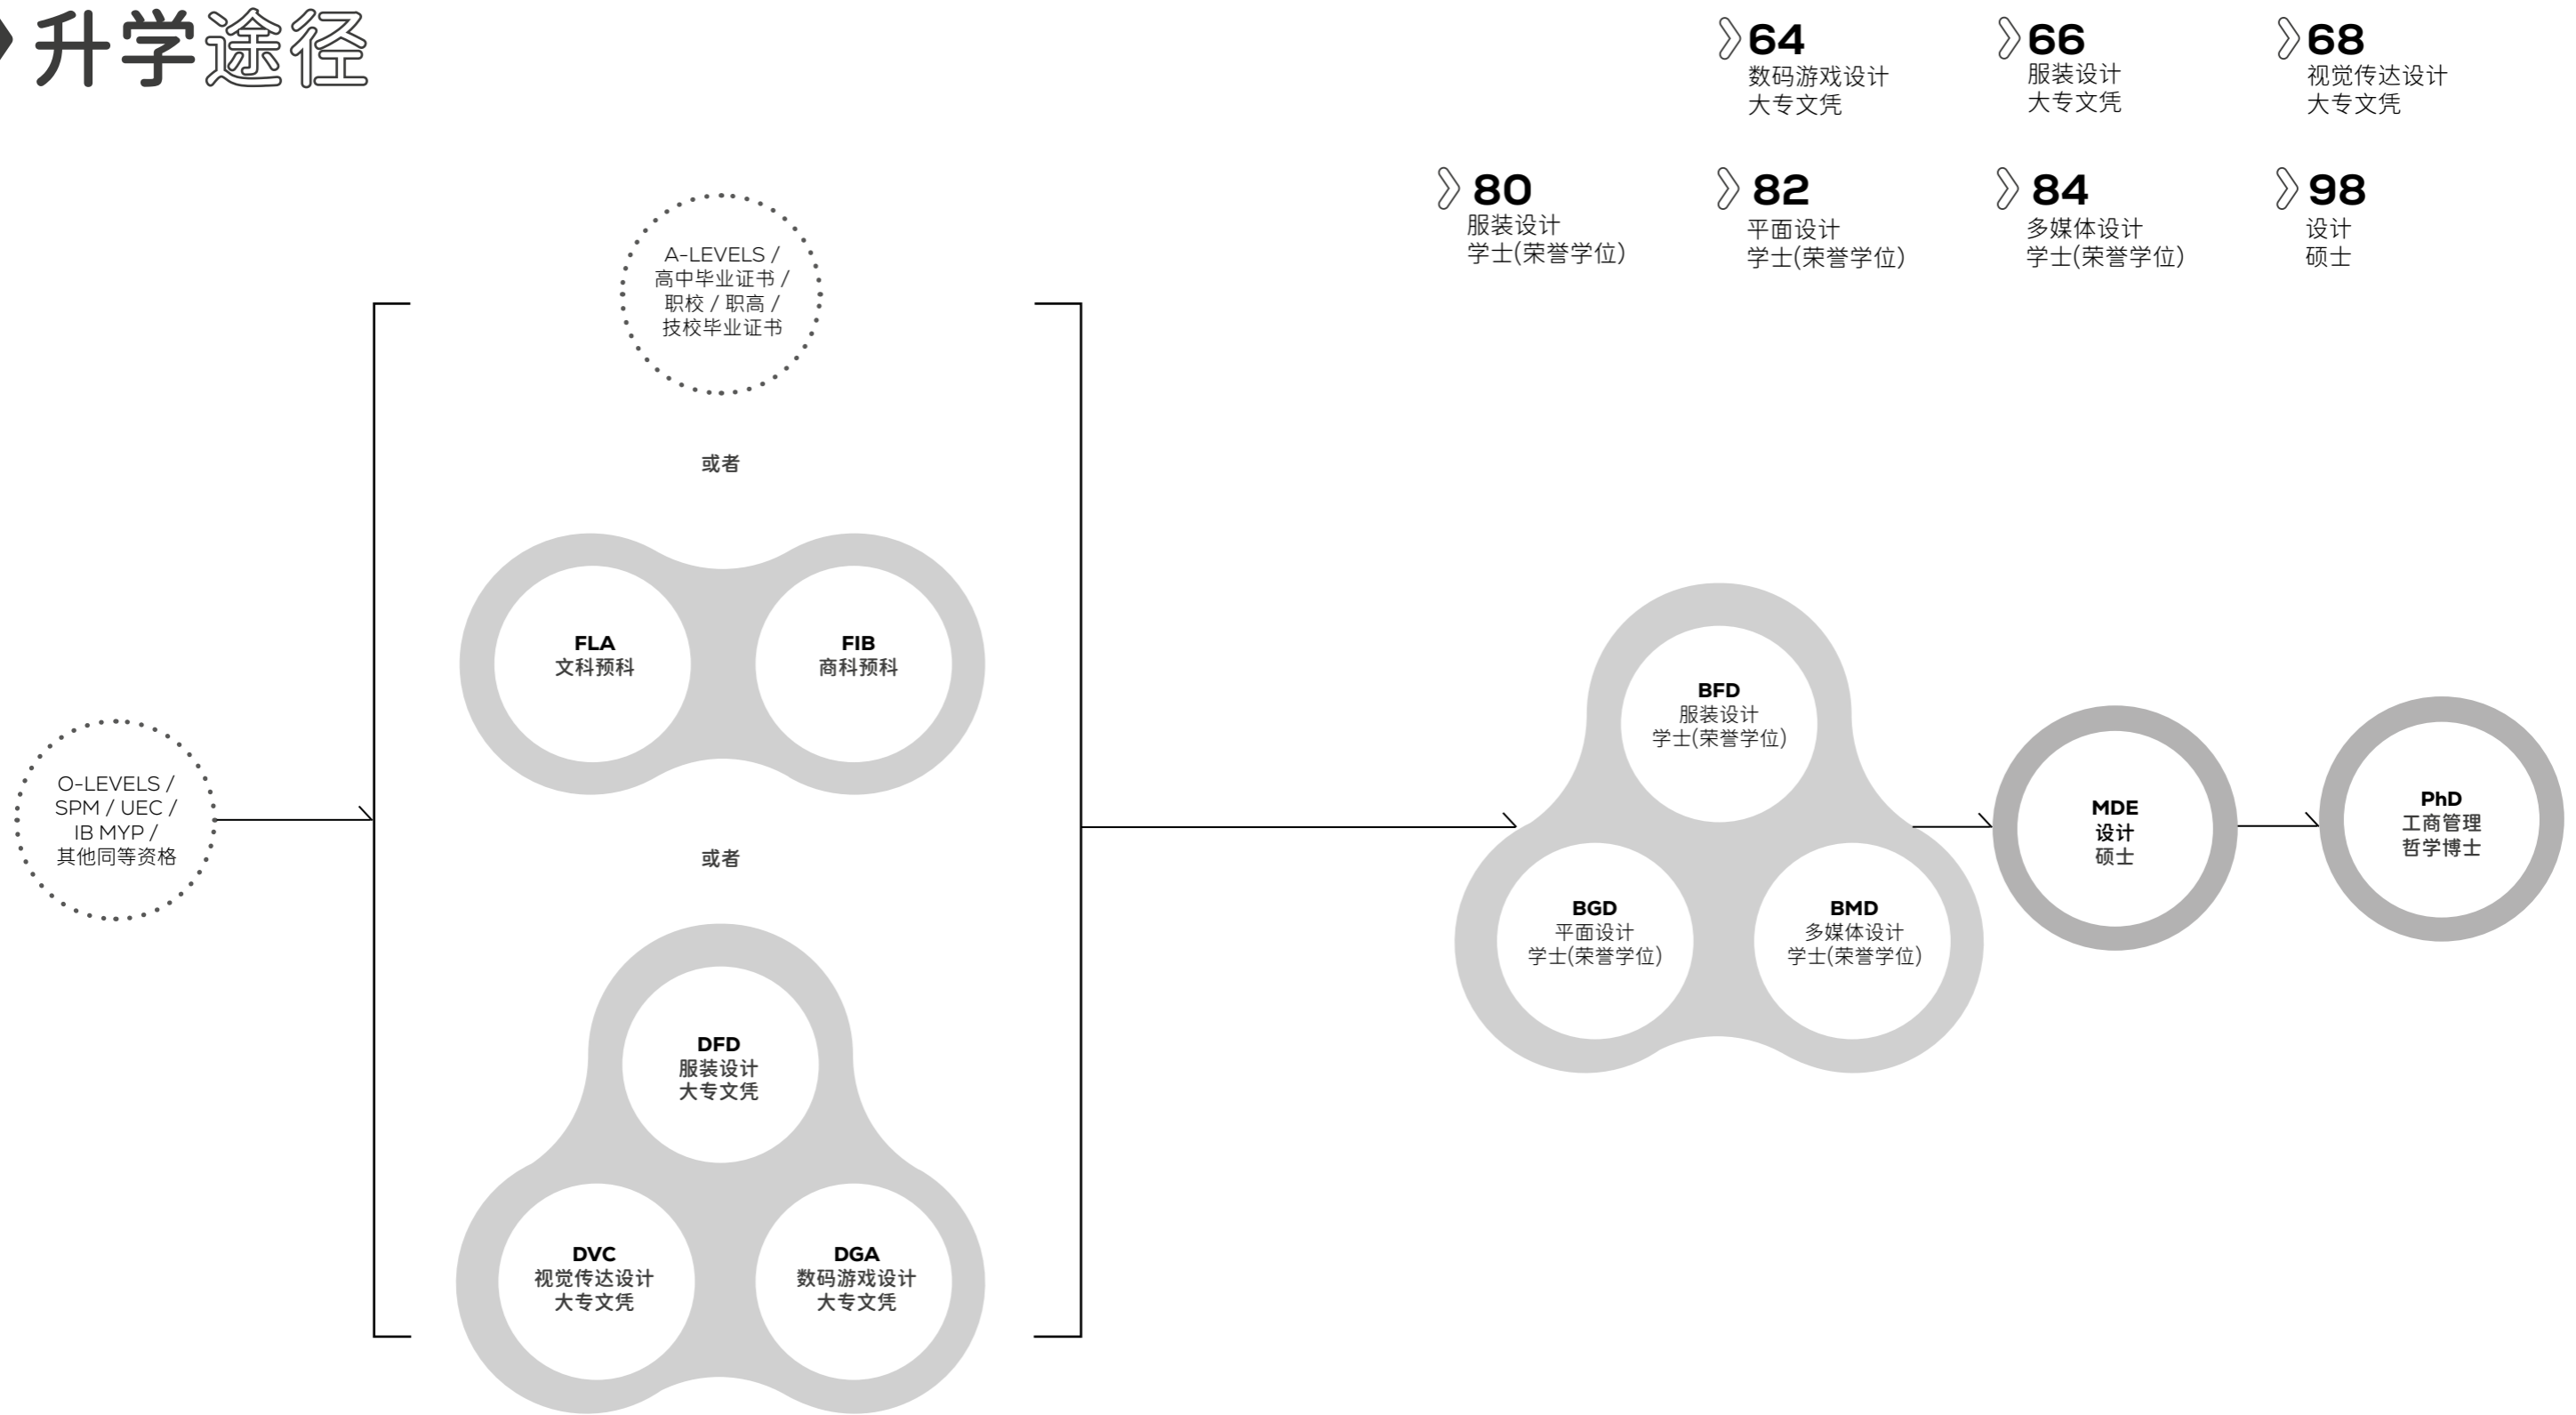 升学途径
64
数码游戏设计
大专文凭
66
服装设计
大专文凭
68
视觉传达设计
大专文凭
80
服装设计
学士(荣誉学位)
82
平面设计
学士(荣誉学位)
84
多媒体设计
学士(荣誉学位)
98
设计
硕士
O-LEVELS /
SPM / UEC /
IB MYP /
其他同等资格
A-LEVELS /
高中毕业证书 /
职校 / 职高 /
技校毕业证书
或者
FLA
文科预科
FIB
商科预科
或者
DFD
服装设计
大专文凭
DVC
视觉传达设计
大专文凭
DGA
数码游戏设计
大专文凭
BFD
服装设计
学士(荣誉学位)
BGD
平面设计
学士(荣誉学位)
BMD
多媒体设计
学士(荣誉学位)
MDE
设计
硕士
PhD
工商管理
哲学博士